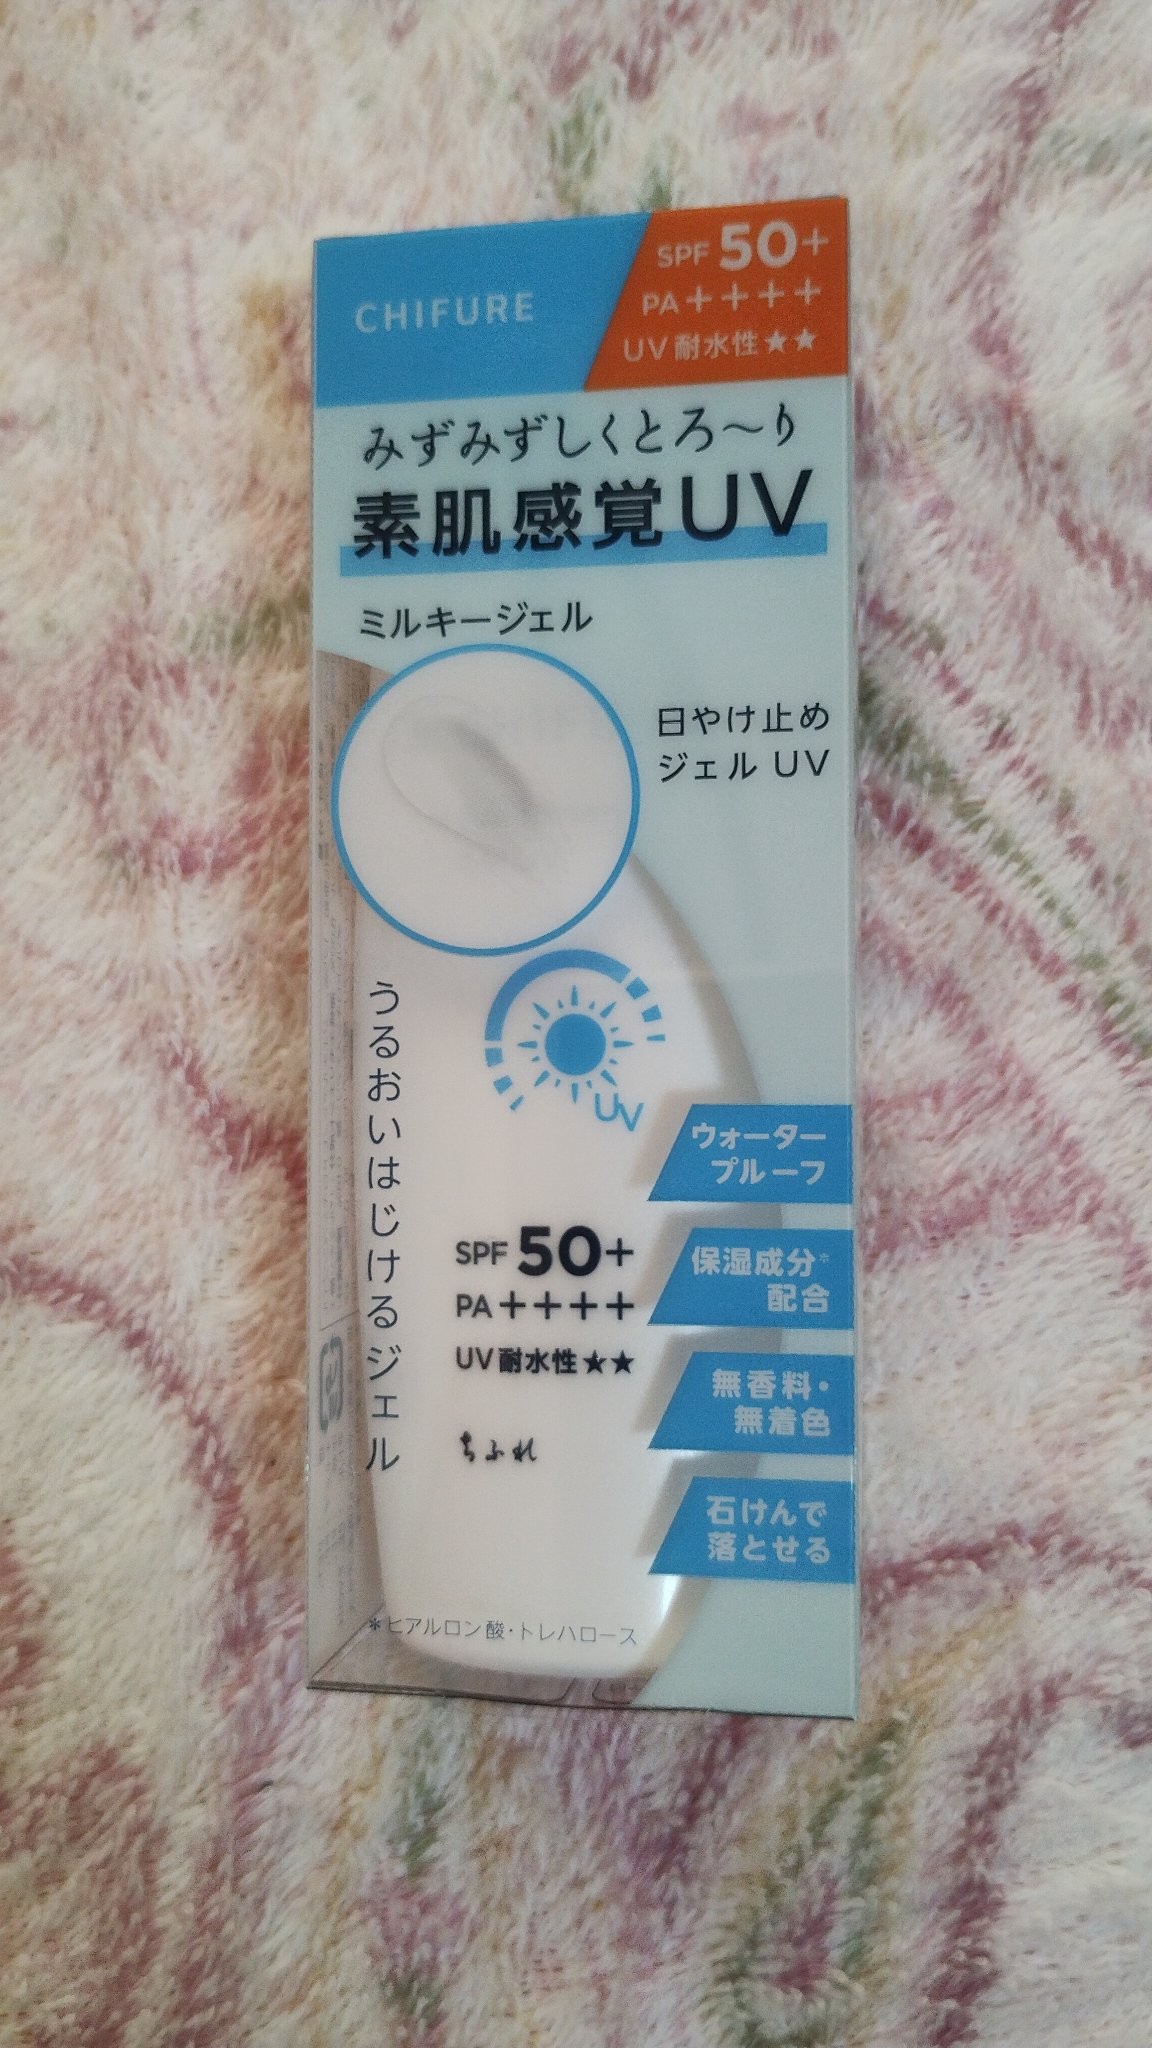 CHIFURE
SPF 50+
PA++++
UV耐水性★★
みずみずしくとろ〜り
素肌感覚UV
ミルキージェル
日やけ止め
ジェル UV
うるおいはじけるジェル
UV
SPF 50+
PA++++
UV耐水性★★
ちふれ
ウォーター
プルーフ
保湿成分*
配合
無香料・
無着色
石けんで
落とせる
*ヒアルロン酸・トレハロース